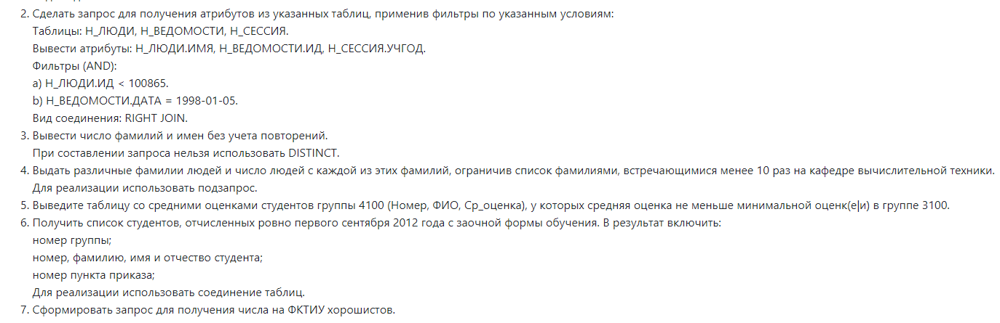 2. Сделать запрос для получения атрибутов из указанных таблиц, применив фильтры по указанным условиям:
Таблицы: Н_ЛЮДИ, Н_ВЕДОМОСТИ, Н_СЕССИЯ.
Вывести атрибуты: Н_ЛЮДИ.ИМЯ, Н_ВЕДОМОСТИ.ИД, Н_СЕССИЯ.УЧГОД.
Фильтры (AND):
a) Н_ЛЮДИ.ИД < 100865.
b) Н_ВЕДОМОСТИ.ДАТА = 1998-01-05.
Вид соединения: RIGHT JOIN.
3. Вывести число фамилий и имен без учета повторений.
При составлении запроса нельзя использовать DISTINCT.
4. Выдать различные фамилии людей и число людей с каждой из этих фамилий, ограничив список фамилиями, встречающимися менее 10 раз на кафедре вычислительной техники.
Для реализации использовать подзапрос.
5. Выведите таблицу со средними оценками студентов группы 4100 (Номер, ФИО, Ср_оценка), у которых средняя оценка не меньше минимальной оценк(е|и) в группе 3100.
6. Получить список студентов, отчисленных ровно первого сентября 2012 года с заочной формы обучения. В результат включить:
номер группы;
номер, фамилию, имя и отчество студента;
номер пункта приказа;
Для реализации использовать соединение таблиц.
7. Сформировать запрос для получения числа на ФКТИУ хорошистов.